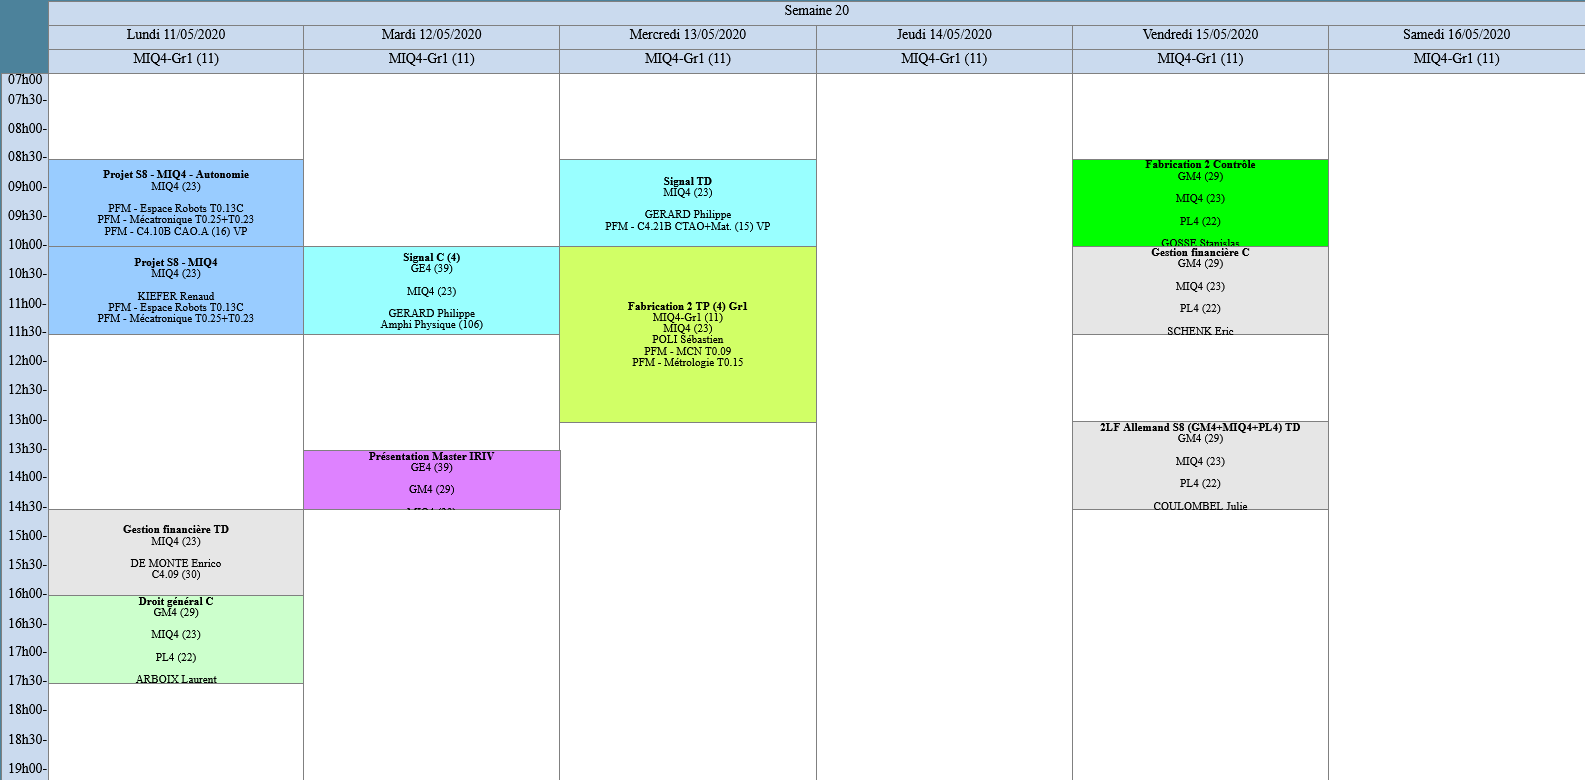 Semaine 20
Lundi 11/05/2020
Mardi 12/05/2020
Mercredi 13/05/2020
Jeudi 14/05/2020
Vendredi 15/05/2020
Samedi 16/05/2020
MIQ4-Gr1 (11)
MIQ4-Gr1 (11)
MIQ4-Gr1 (11)
MIQ4-Gr1 (11)
MIQ4-Gr1 (11)
MIQ4-Gr1 (11)
07h00
07h30-
08h00-
08h30-
09h00-
09h30-
10h00-
10h30-
11h00-
11h30-
12h00-
12h30-
13h00-
13h30-
14h00-
14h30-
15h00-
15h30-
16h00-
16h30-
17h00-
17h30-
18h00-
18h30-
19h00-
Projet S8 - MIQ4 - Autonomie
MIQ4 (23)
PFM - Espace Robots T0.13C
PFM - Mécatronique T0.25+T0.23
PFM - C4.10B CAO.A (16) VP
Projet S8 - MIQ4
MIQ4 (23)
KIEFER Renaud
PFM - Espace Robots T0.13C
PFM - Mécatronique T0.25+T0.23
Gestion financière TD
MIQ4 (23)
DE MONTE Enrico
C4.09 (30)
Droit général C
GM4 (29)
MIQ4 (23)
PL4 (22)
ARBOIX Laurent
Signal C (4)
GE4 (39)
MIQ4 (23)
GERARD Philippe
Amphi Physique (106)
Présentation Master IRIV
GE4 (39)
GM4 (29)
MIQ4 (23)
Signal TD
MIQ4 (23)
GERARD Philippe
PFM - C4.21B CTAO+Mat. (15) VP
Fabrication 2 TP (4) Gr1
MIQ4-Gr1 (11)
MIQ4 (23)
POLI Sébastien
PFM - MCN T0.09
PFM - Métrologie T0.15
Fabrication 2 Contrôle
GM4 (29)
MIQ4 (23)
PL4 (22)
GOSSE Stanislas
Gestion financière C
GM4 (29)
MIQ4 (23)
PL4 (22)
SCHENK Eric
2LF Allemand S8 (GM4+MIQ4+PL4) TD
GM4 (29)
MIQ4 (23)
PL4 (22)
COULOMBEL Julie